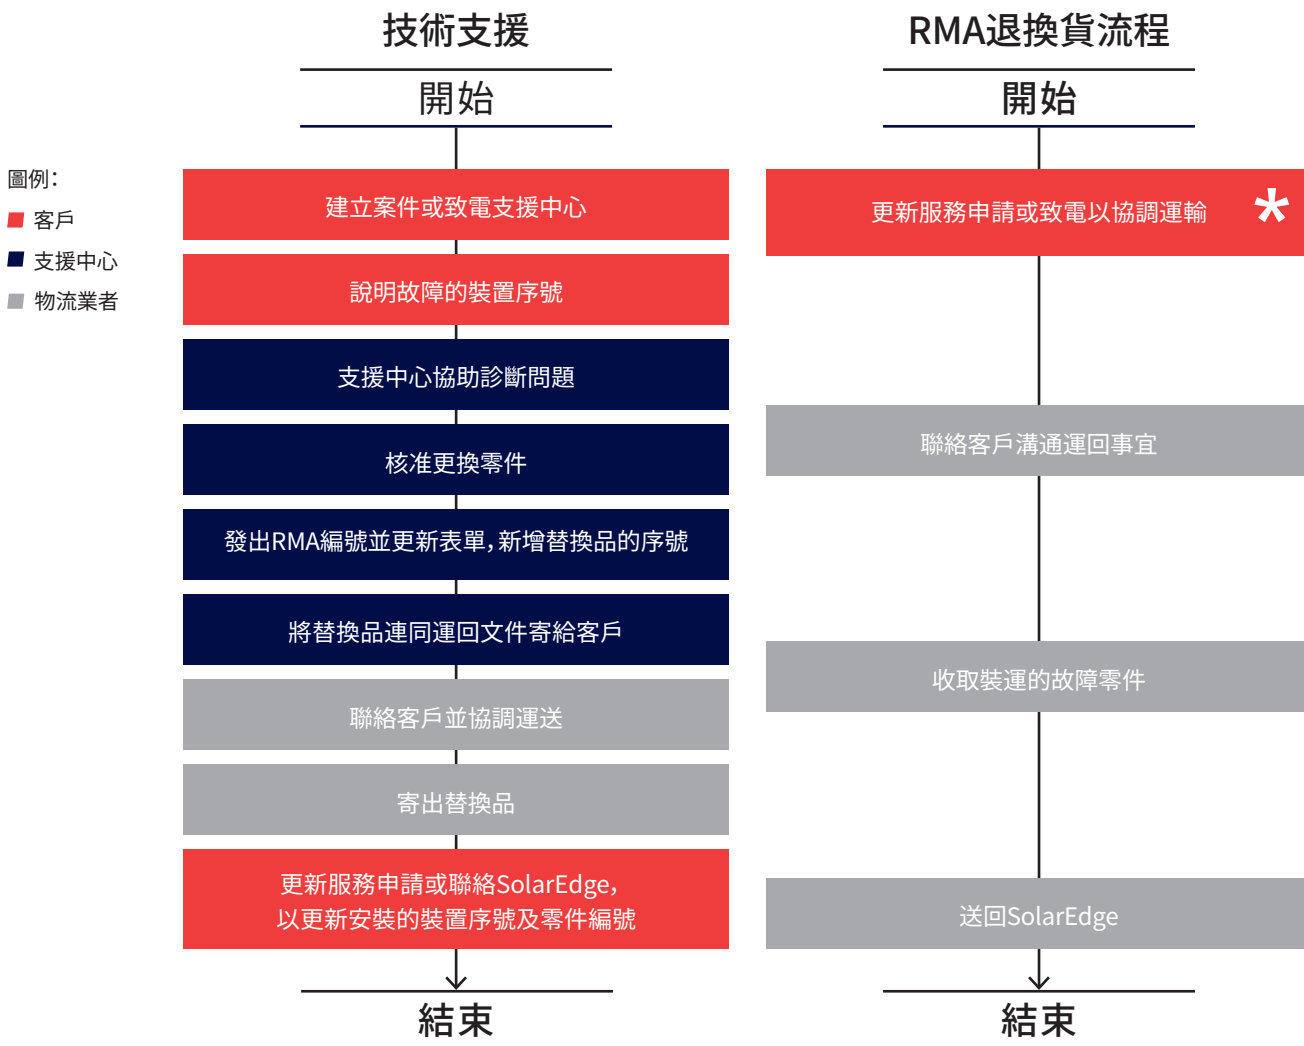 技術支援
開始
圖例：
客戶
支援中心
物流業者
建立案件或致電支援中心
說明故障的裝置序號
支援中心協助診斷問題
核准更換零件
發出RMA編號並更新表單，新增替換品的序號
將替換品連同運回文件寄給客戶
聯絡客戶並協調運送
寄出替換品
更新服務申請或聯絡SolarEdge，
以更新安裝的裝置序號及零件編號
結束
RMA退換貨流程
開始
更新服務申請或致電以協調運輸 *
聯絡客戶溝通運回事宜
收取裝運的故障零件
送回SolarEdge
結束